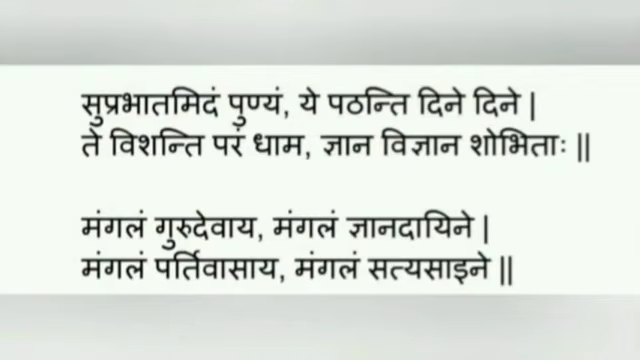 सुप्रभातमिदं पुण्यं, ये पठन्ति दिने दिने |
ते विशन्ति परं धाम, ज्ञान विज्ञान शोभिताः ||
मंगलं गुरुदेवाय, मंगलं ज्ञानदायिने |
मंगलं पर्तिवासाय, मंगलं सत्यसाइने ||